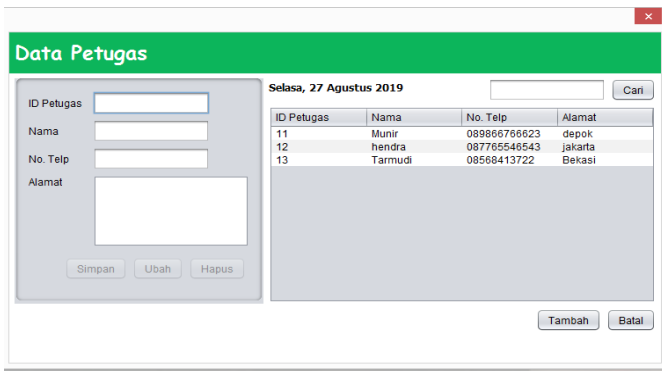 Data Petugas
ID Petugas
Nama
No. Telp
Alamat
Simpan Ubah Hapus
Selasa, 27 Agustus 2019 Cari
ID Petugas Nama No. Telp Alamat
11 Munir 089866766623 depok
12 hendra 087765546543 jakarta
13 Tarmudi 08568413722 Bekasi
Tambah Batal